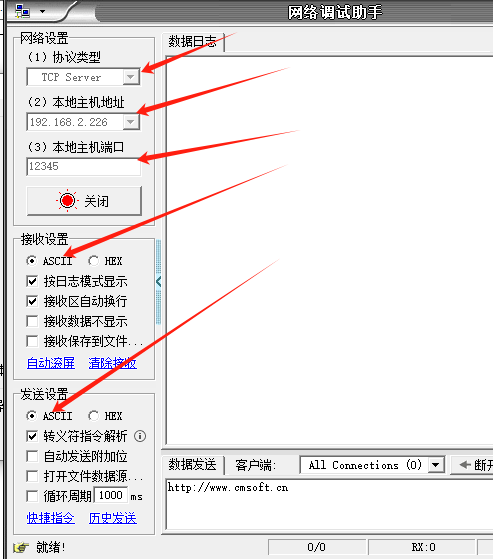 网络调试助手
网络设置
（1）协议类型
TCP Server
（2）本地主机地址
192.168.2.226
（3）本地主机端口
12345
关闭
接收设置
ASCII HEX
按日志模式显示
接收区自动换行
接收数据不显示
接收保存到文件...
自动滚屏 清除接收
发送设置
ASCII HEX
转义符指令解析
自动发送附加位
打开文件数据源...
循环周期 1000 ms
快捷指令 历史发送
数据日志
数据发送 客户端: All Connections (0) 断开
http://www.cmsoft.cn
就绪! 0/0 RX:0